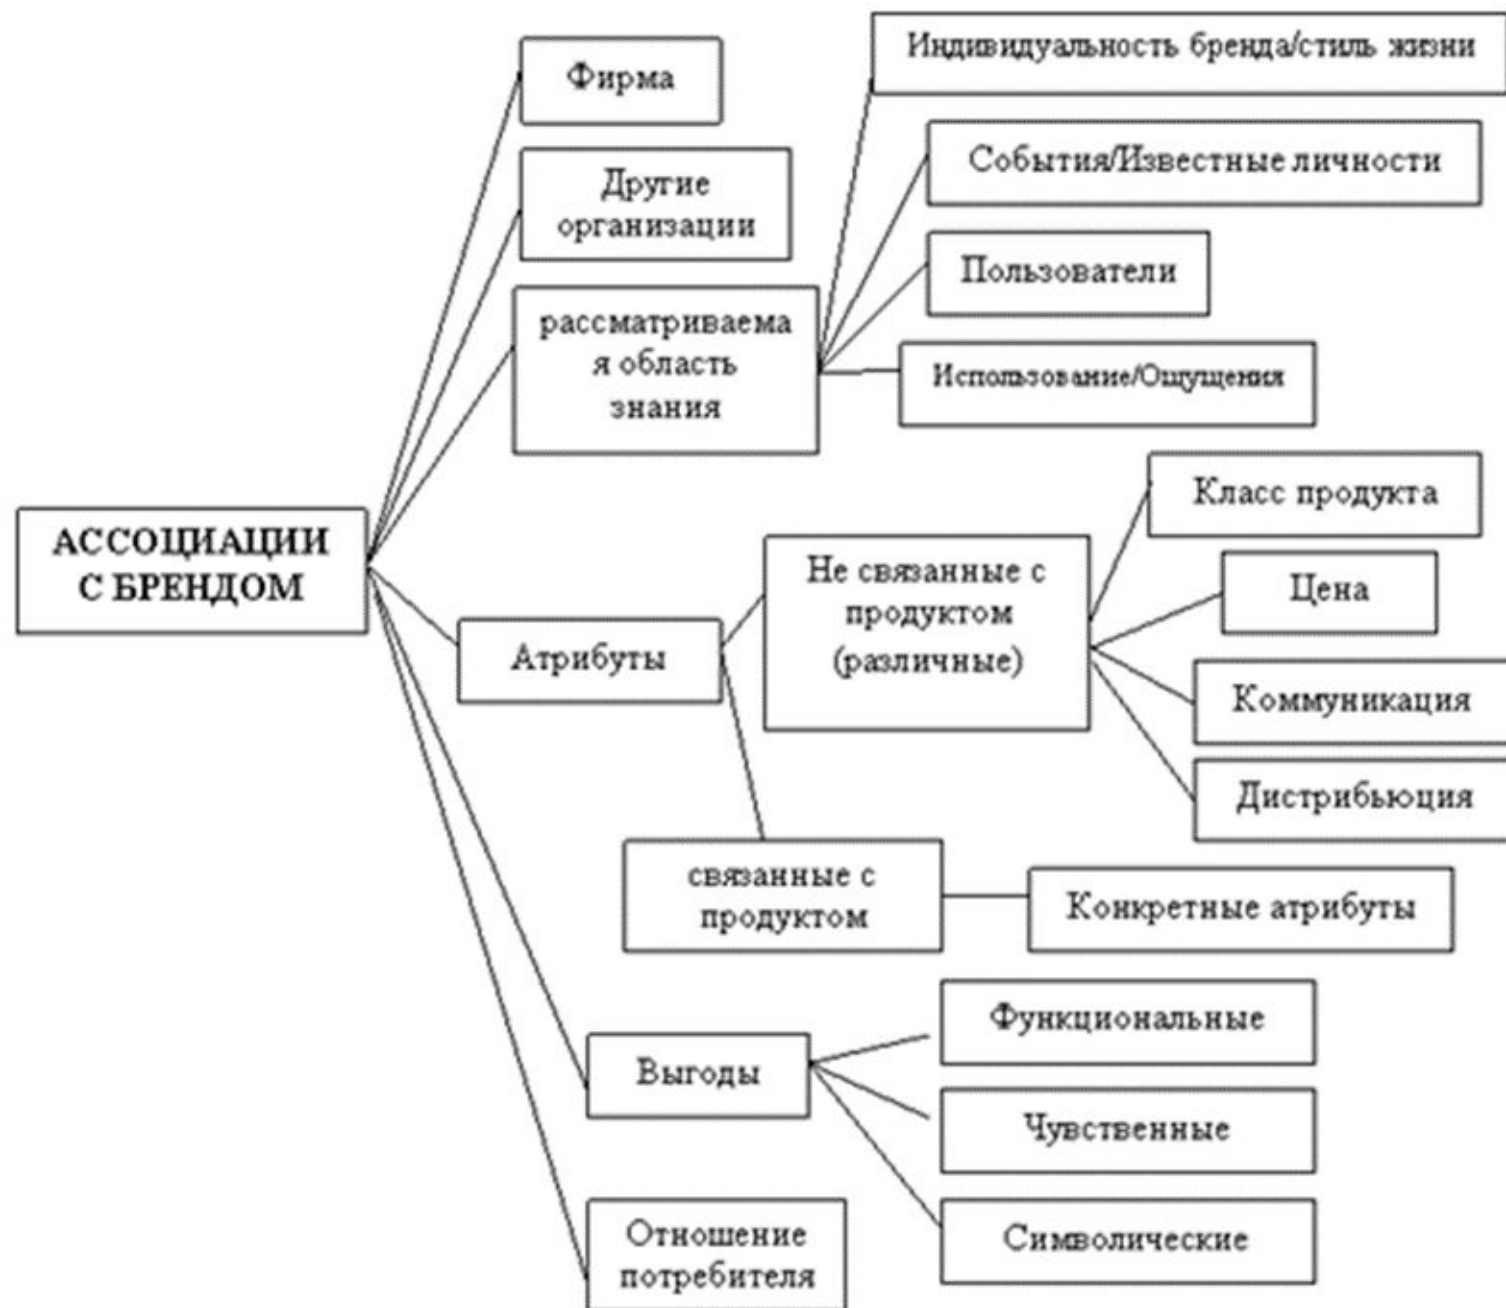 Фирма
Другие
организации
рассматриваема
я область
знания
Индивидуальность бренда/стиль жизни
События/Известные личности
Пользователи
Использование/Ощущения
АССОЦИАЦИИ
С БРЕНДОМ
Атрибуты
Не связанные с
продуктом
(различные)
Класс продукта
Цена
Коммуникация
Дистрибьюция
связанные с
продуктом
Конкретные атрибуты
Выгоды
Функциональные
Чувственные
Символические
Отношение
потребителя